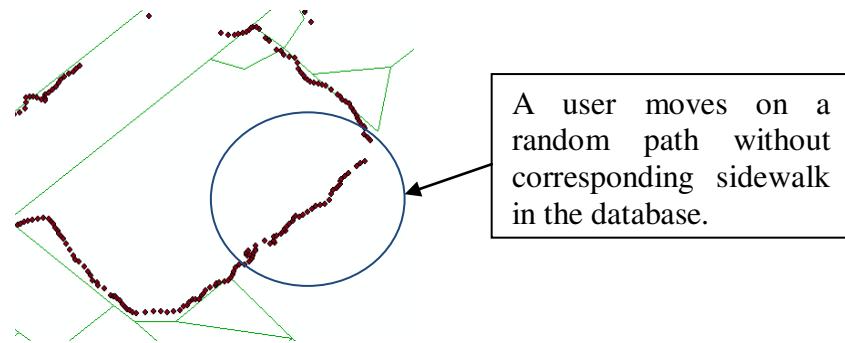 A user moves on a
random path without
corresponding sidewalk
in the database.